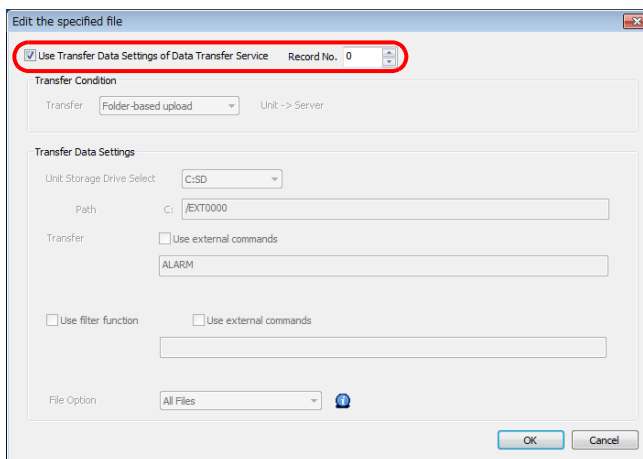 Edit the specified file
Use Transfer Data Settings of Data Transfer Service Record No. 0
Transfer Condition
Transfer Folder-based upload Unit -> Server
Transfer Data Settings
Unit Storage Drive Select C:SD
Path C: /EXT0000
Transfer Use external commands
ALARM
Use filter function Use external commands
File Option All Files
OK Cancel